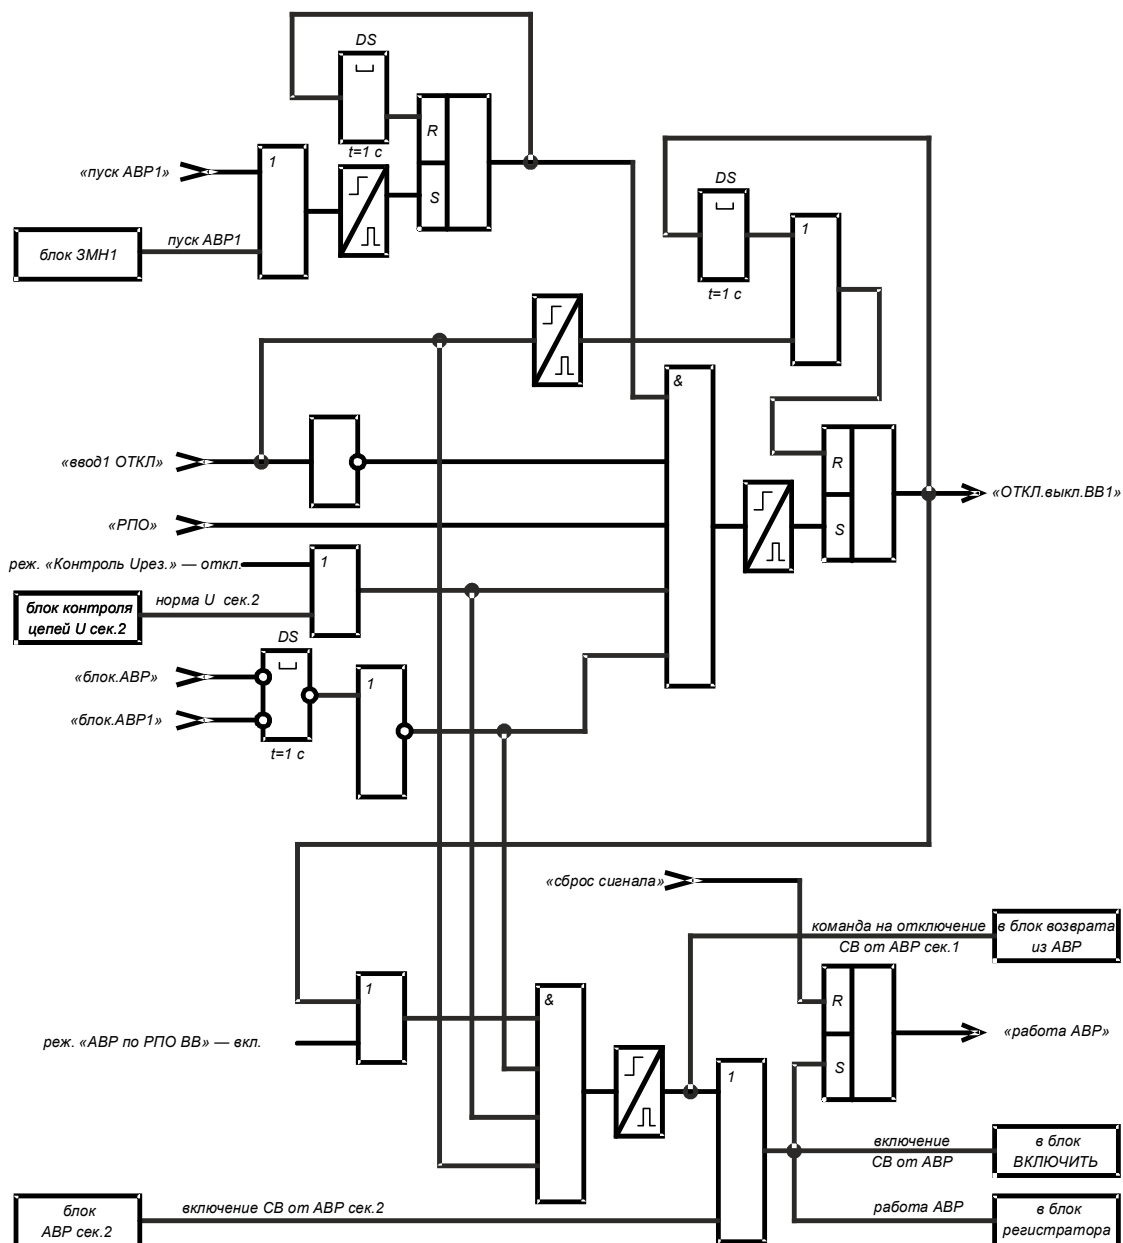 DS
R
t=1 с
«пуск АВР1»
1
DS
S
1
пуск АВР1
блок ЗМН1
t=1 с
&
«ввод1 ОТКЛ»
R
«ОТКЛ.выкл.ВВ1»
«РПО»
S
реж. «Контроль Uрез.» — откл.
1
блок контроля
цепей U сек.2
норма U сек.2
DS
«блок.АВР»
1
«блок.АВР1»
t=1 с
«сброс сигнала»
команда на отключение
СВ от АВР сек.1
в блок возврата
из АВР
1
&
R
«работа АВР»
реж. «АВР по РПО ВВ» — вкл.
S
1
включение
СВ от АВР
в блок
ВКЛЮЧИТЬ
блок
АВР сек.2
включение СВ от АВР сек.2
работа АВР
в блок
регистратора